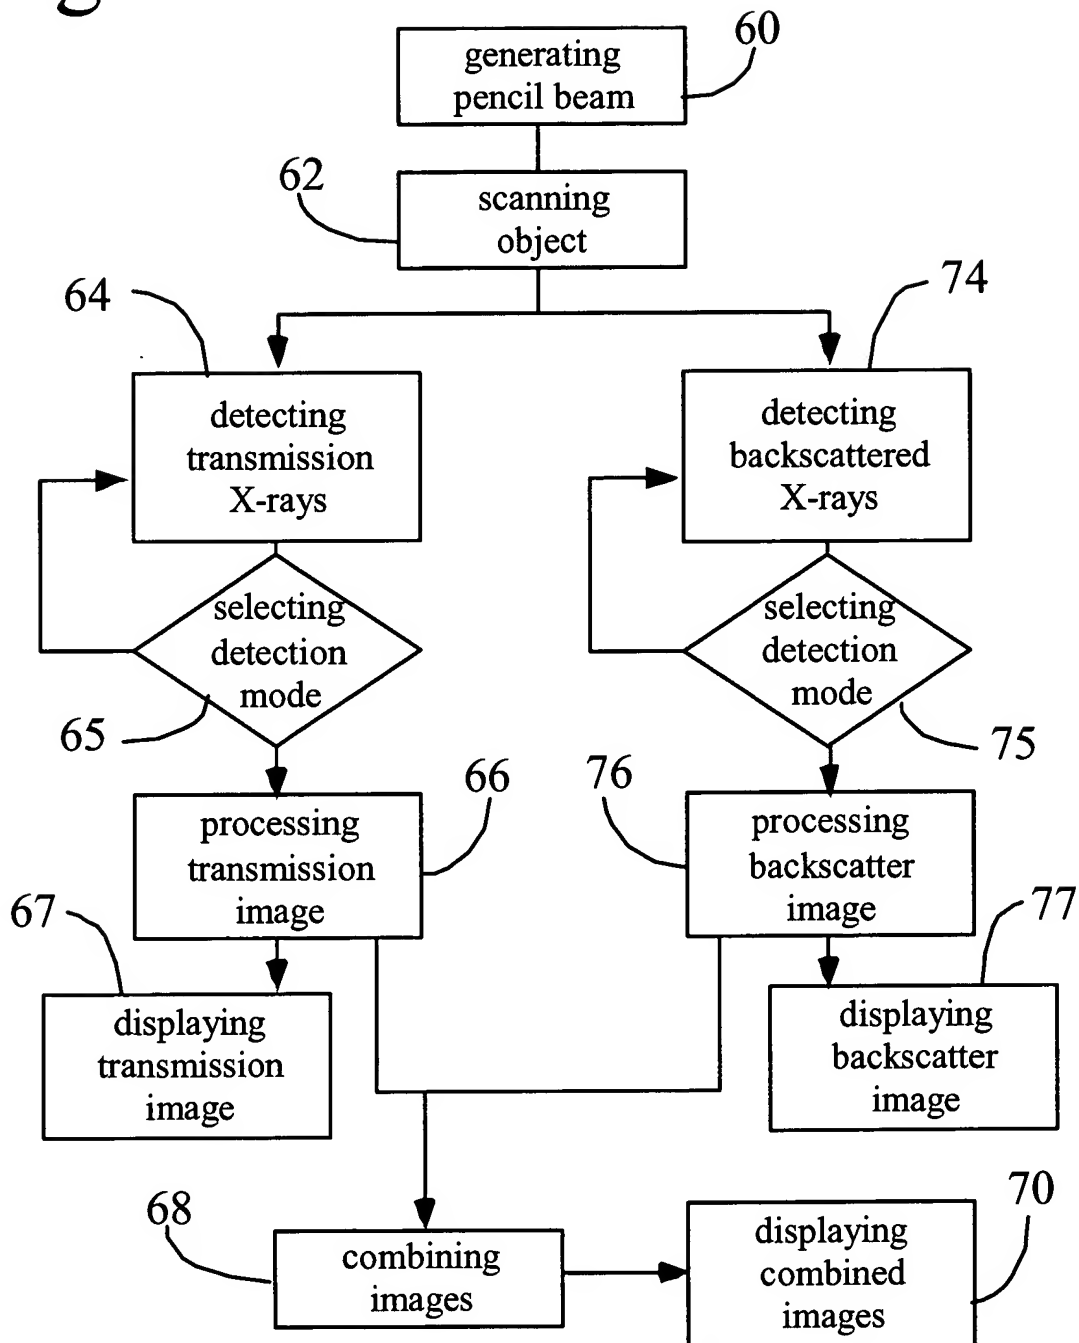 60
generating
pencil beam
62
scanning
object
64
74
detecting
transmission
X-rays
detecting
backscattered
X-rays
selecting
detection
mode
selecting
detection
mode
65
75
66
76
processing
transmission
image
processing
backscatter
image
67
77
displaying
transmission
image
displaying
backscatter
image
68
70
combining
images
displaying
combined
images